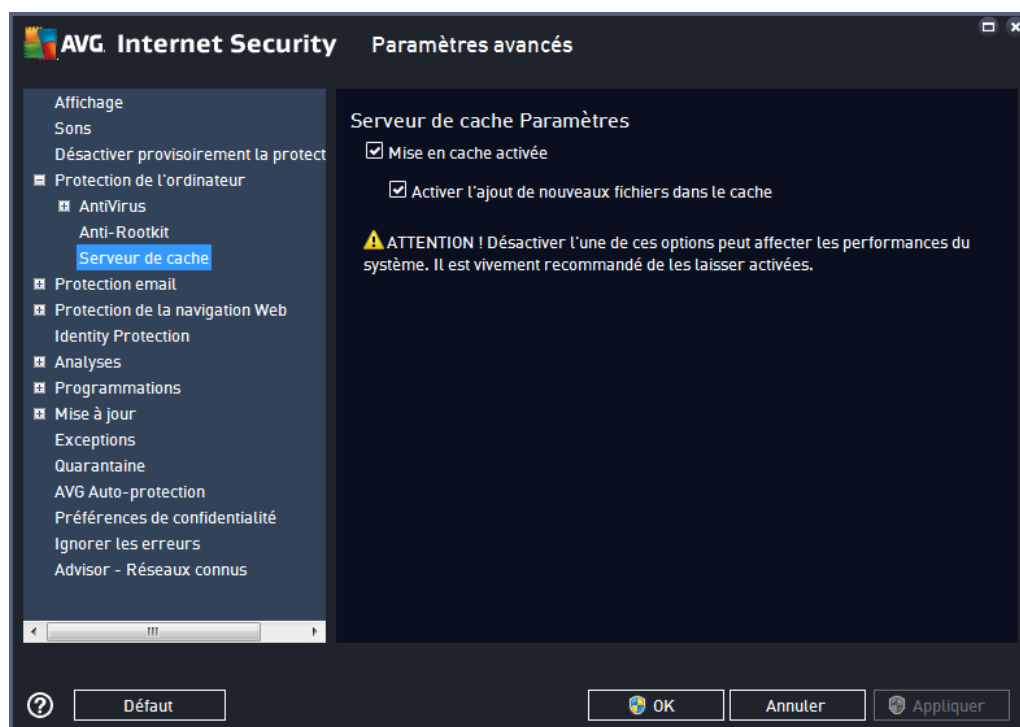 AVG. Internet Security Paramètres avancés
Affichage
Sons
Désactiver provisoirement la protect
Protection de l'ordinateur
AntiVirus
Anti-Rootkit
Serveur de cache
Protection email
Protection de la navigation Web
Identity Protection
Analyses
Programmations
Mise à jour
Exceptions
Quarantaine
AVG Auto-protection
Préférences de confidentialité
Ignorer les erreurs
Advisor - Réseaux connus
Serveur de cache Paramètres
Mise en cache activée
Activer l'ajout de nouveaux fichiers dans le cache
ATTENTION ! Désactiver l'une de ces options peut affecter les performances du
système. Il est vivement recommandé de les laisser activées.
? Défaut OK Annuler Appliquer